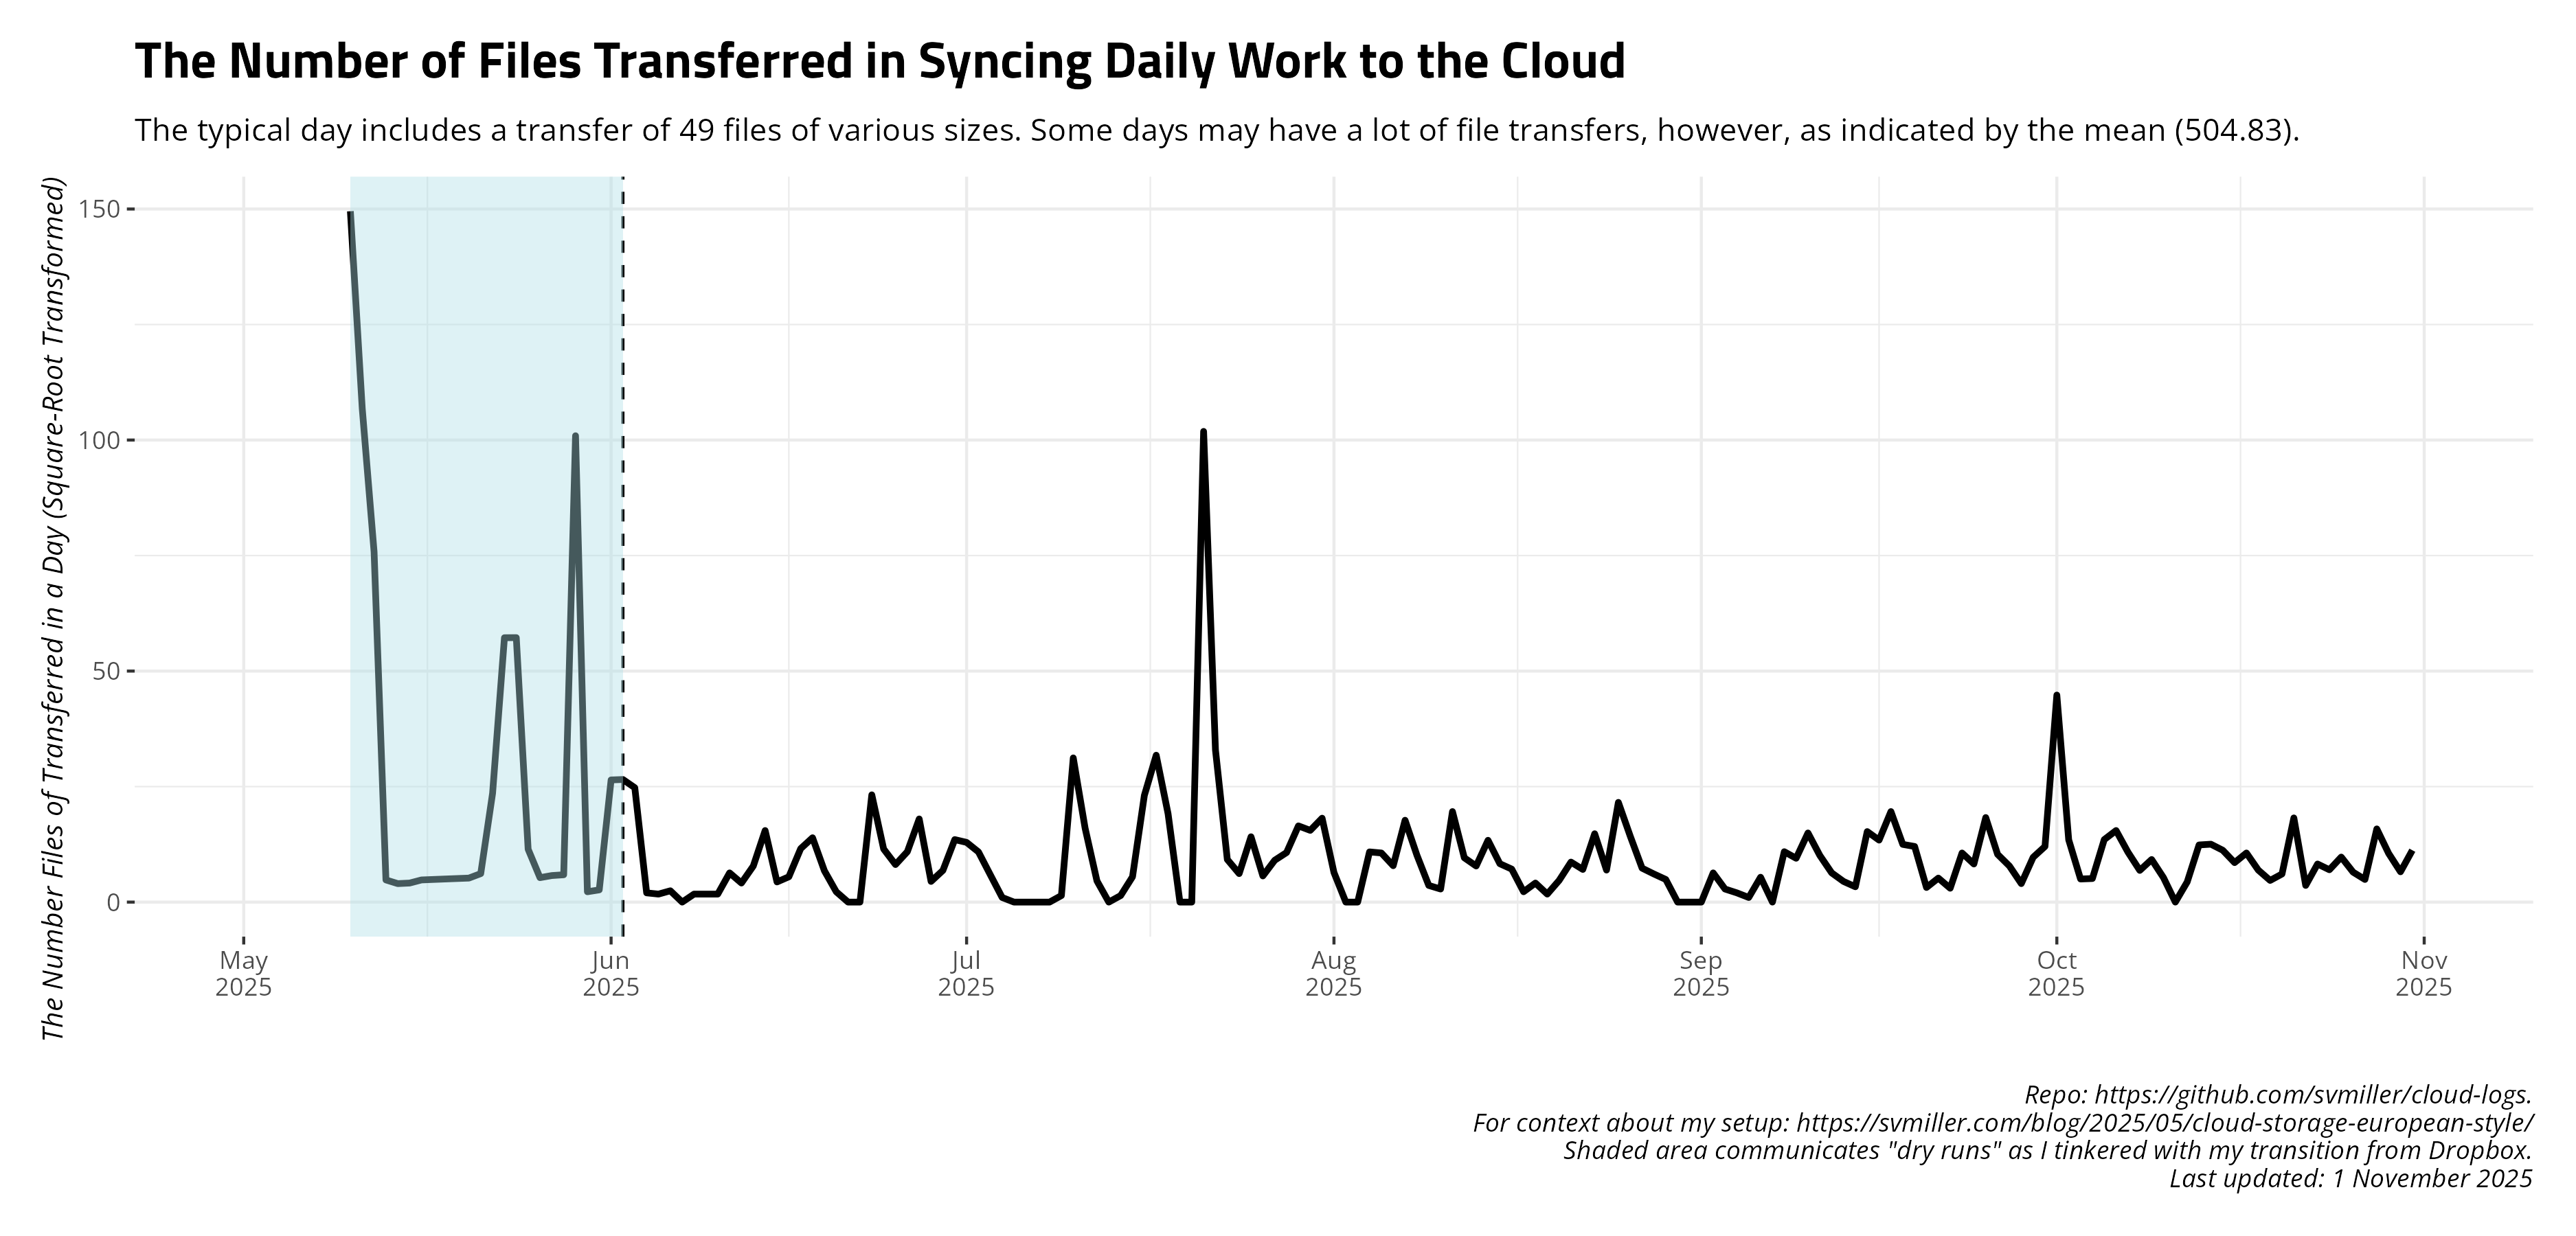 The Number of Files Transferred in Syncing Daily Work to the Cloud
The typical day includes a transfer of 49 files of various sizes. Some days may have a lot of file transfers, however, as indicated by the mean (504.83).
The Number Files of Transferred in a Day (Square-Root Transformed)
150
100
50
0
May
2025
Jun
2025
Jul
2025
Aug
2025
Sep
2025
Oct
2025
Nov
2025
Repo: https://github.com/svmiller/cloud-logs.
For context about my setup: https://svmiller.com/blog/2025/05/cloud-storage-european-style/
Shaded area communicates "dry runs" as I tinkered with my transition from Dropbox.
Last updated: 1 November 2025